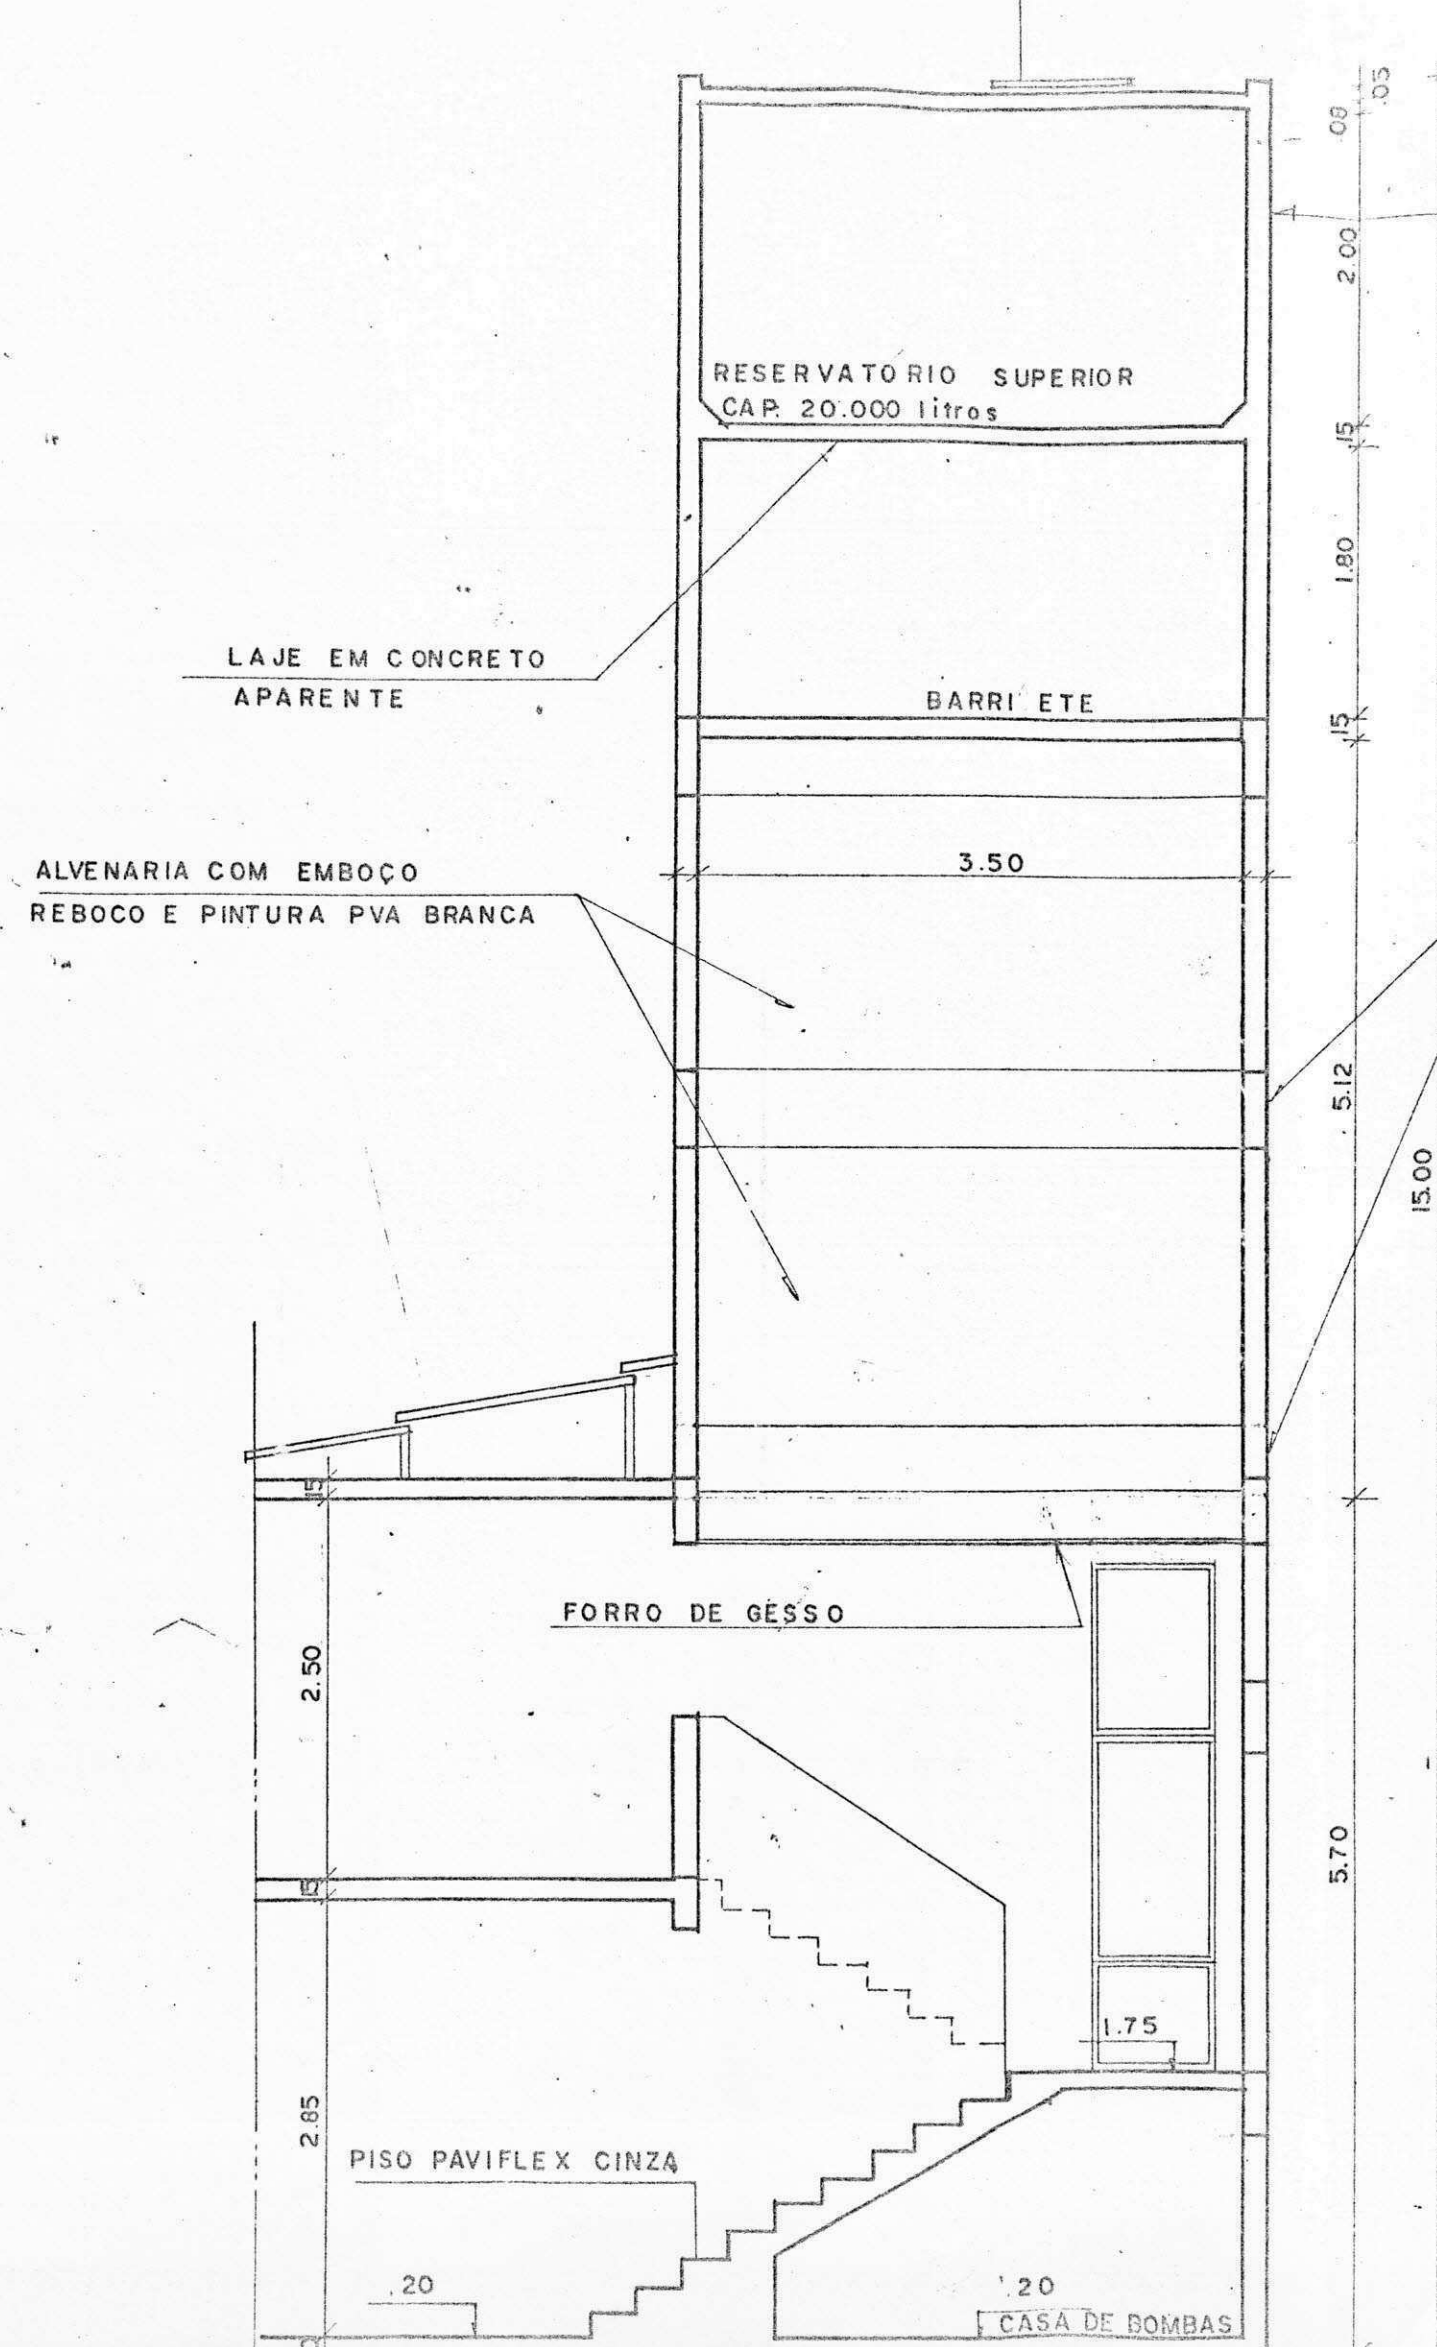 .05
.08
2.00
RESERVATORIO SUPERIOR
CAP. 20.000 litros
15
1.80
LAJE EM CONCRETO
APARENTE
BARRI ETE
15
3.50
ALVENARIA COM EMBOÇO
REBOCO E PINTURA PVA BRANCA
5.12
15.00
15
FORRO DE GESSO
2.50
5.70
15
1.75
2.85
PISO PAVIFLEX CINZA
.20
.20
CASA DE BOMBAS